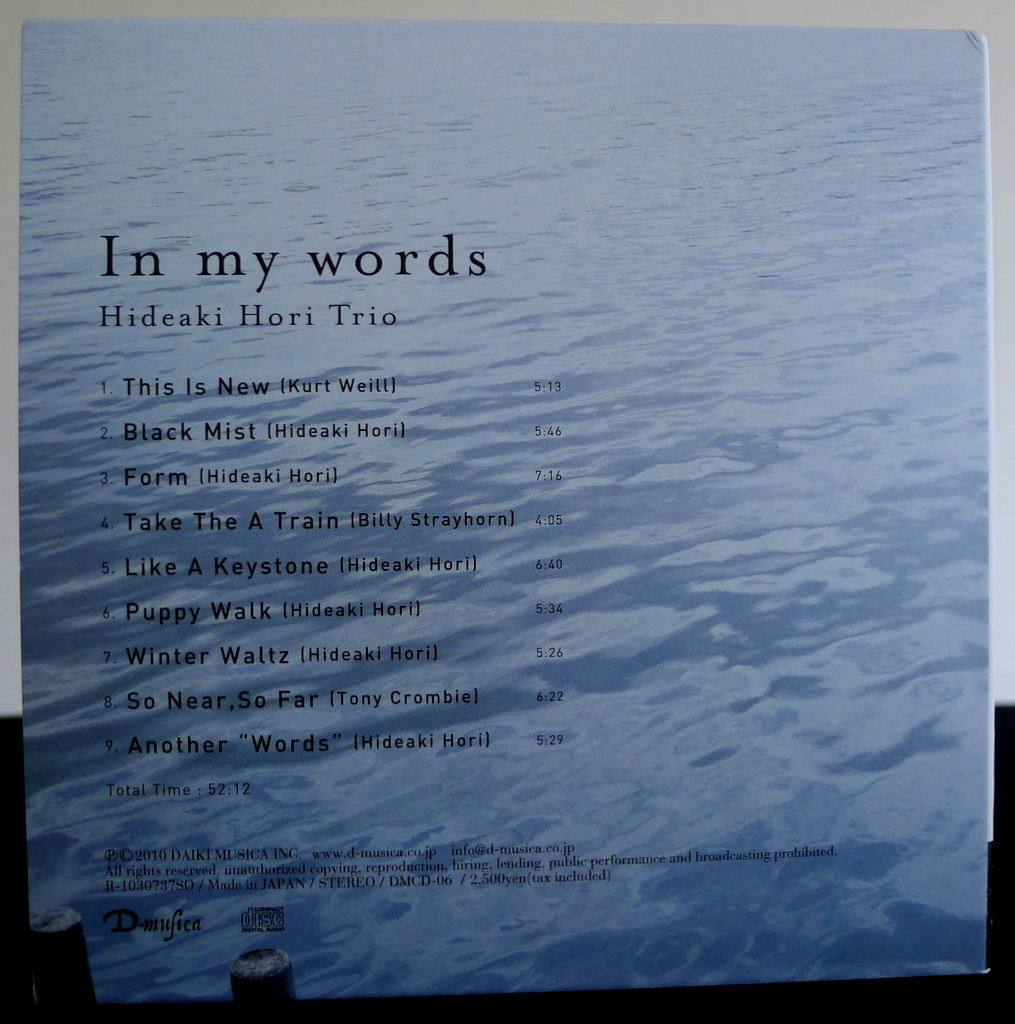 In my words
Hideaki Hori Trio
1. This Is New (Kurt Weill) 5:13
2. Black Mist (Hideaki Hori) 5:46
3. Form (Hideaki Hori) 7:16
4. Take The A Train (Billy Strayhorn) 4:05
5. Like A Keystone (Hideaki Hori) 6:40
6. Puppy Walk (Hideaki Hori) 5:34
7. Winter Waltz (Hideaki Hori) 5:26
8. So Near,So Far (Tony Crombie) 6:22
9. Another “Words” (Hideaki Hori) 5:29
Total Time : 52:12
℗©2010 DAIKI MUSICA INC. www.d-musica.co.jp info@d-musica.co.jp
All rights reserved, unauthorized copying, reproduction, hiring, lending, public performance and broadcasting prohibited.
R-1030737SO / Made in JAPAN / STEREO / DMCD-06 / 2,500yen(tax included)
D-musica COMPACT disc DIGITAL AUDIO